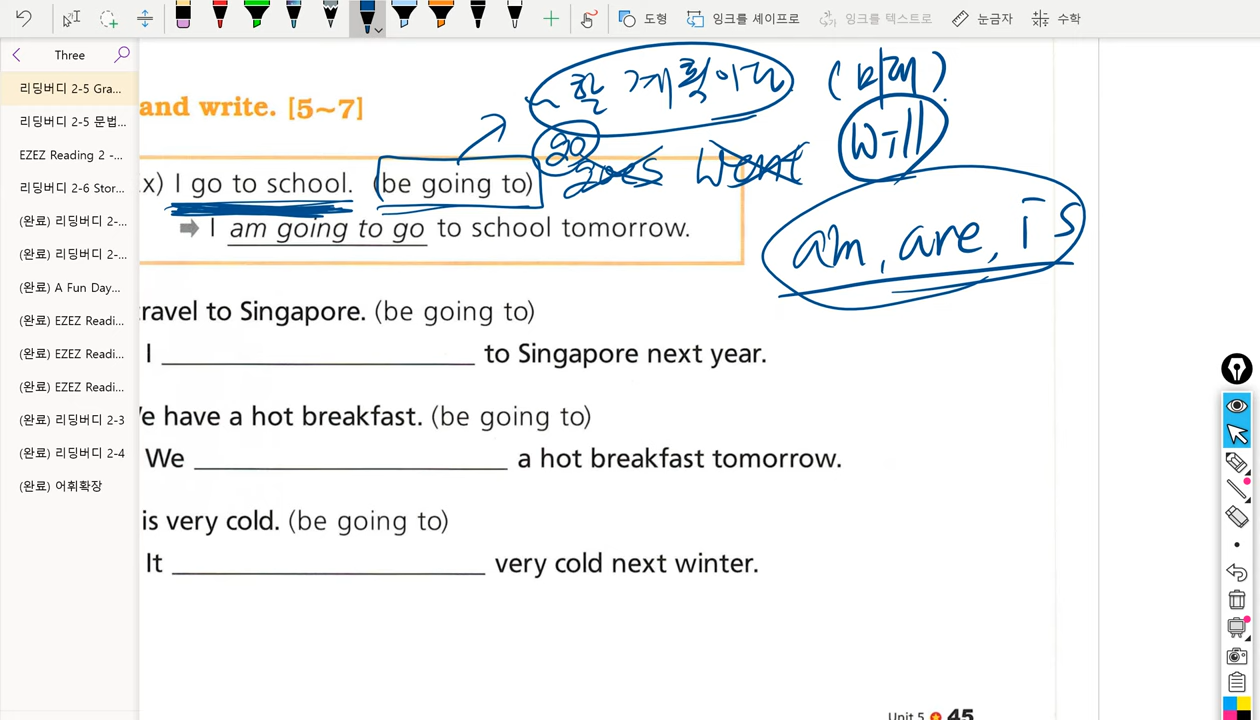 도형
잉크를 셰이프로
잉크를 텍스트로
눈금자
수학
Three
리딩버디 2-5 Gra...
리딩버디 2-5 문법...
EZEZ Reading 2 -...
리딩버디 2-6 Stor...
(완료) 리딩버디 2-...
(완료) 리딩버디 2-...
(완료) A Fun Day...
(완료) EZEZ Readi...
(완료) EZEZ Readi...
(완료) EZEZ Readi...
(완료) 리딩버디 2-3
(완료) 리딩버디 2-4
(완료) 어휘확장
~할 계획이다 (미래)
and write. [5~7]
go
goes went will
.x) I go to school. (be going to)
I am going to go to school tomorrow.
am, are, is
travel to Singapore. (be going to)
I ______ to Singapore next year.
We have a hot breakfast. (be going to)
We ______ a hot breakfast tomorrow.
is very cold. (be going to)
It ______ very cold next winter.
Unit 5 45